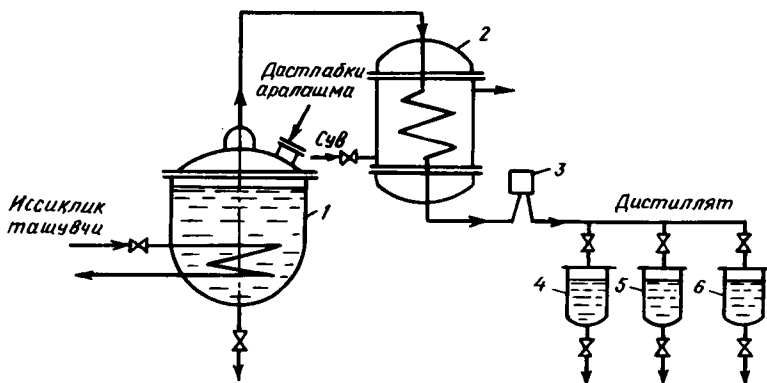 2
Дастлабки
аралашма
Сув
3
Иссиклик
ташувчи
1
Дистиллят
4
5
6